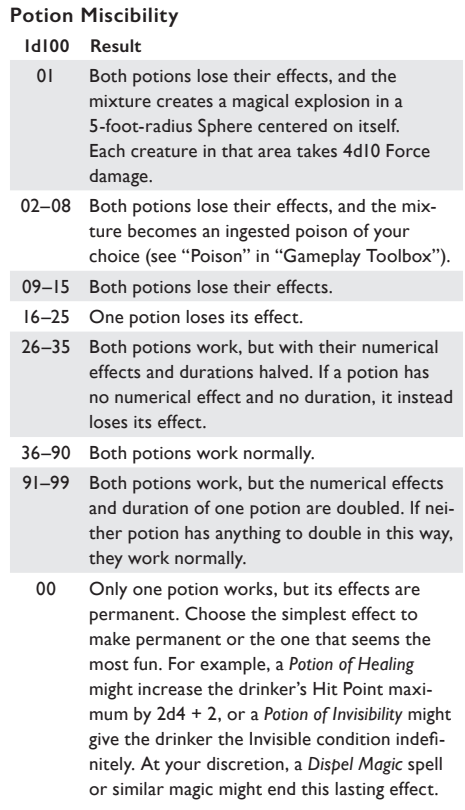 Potion Miscibility
1d100 Result
01 Both potions lose their effects, and the
mixture creates a magical explosion in a
5-foot-radius Sphere centered on itself.
Each creature in that area takes 4d10 Force
damage.
02–08 Both potions lose their effects, and the mix-
ture becomes an ingested poison of your
choice (see “Poison” in “Gameplay Toolbox”).
09–15 Both potions lose their effects.
16–25 One potion loses its effect.
26–35 Both potions work, but with their numerical
effects and durations halved. If a potion has
no numerical effect and no duration, it instead
loses its effect.
36–90 Both potions work normally.
91–99 Both potions work, but the numerical effects
and duration of one potion are doubled. If nei-
ther potion has anything to double in this way,
they work normally.
00 Only one potion works, but its effects are
permanent. Choose the simplest effect to
make permanent or the one that seems the
most fun. For example, a Potion of Healing
might increase the drinker’s Hit Point maxi-
mum by 2d4 + 2, or a Potion of Invisibility might
give the drinker the Invisible condition indefi-
nitely. At your discretion, a Dispel Magic spell
or similar magic might end this lasting effect.